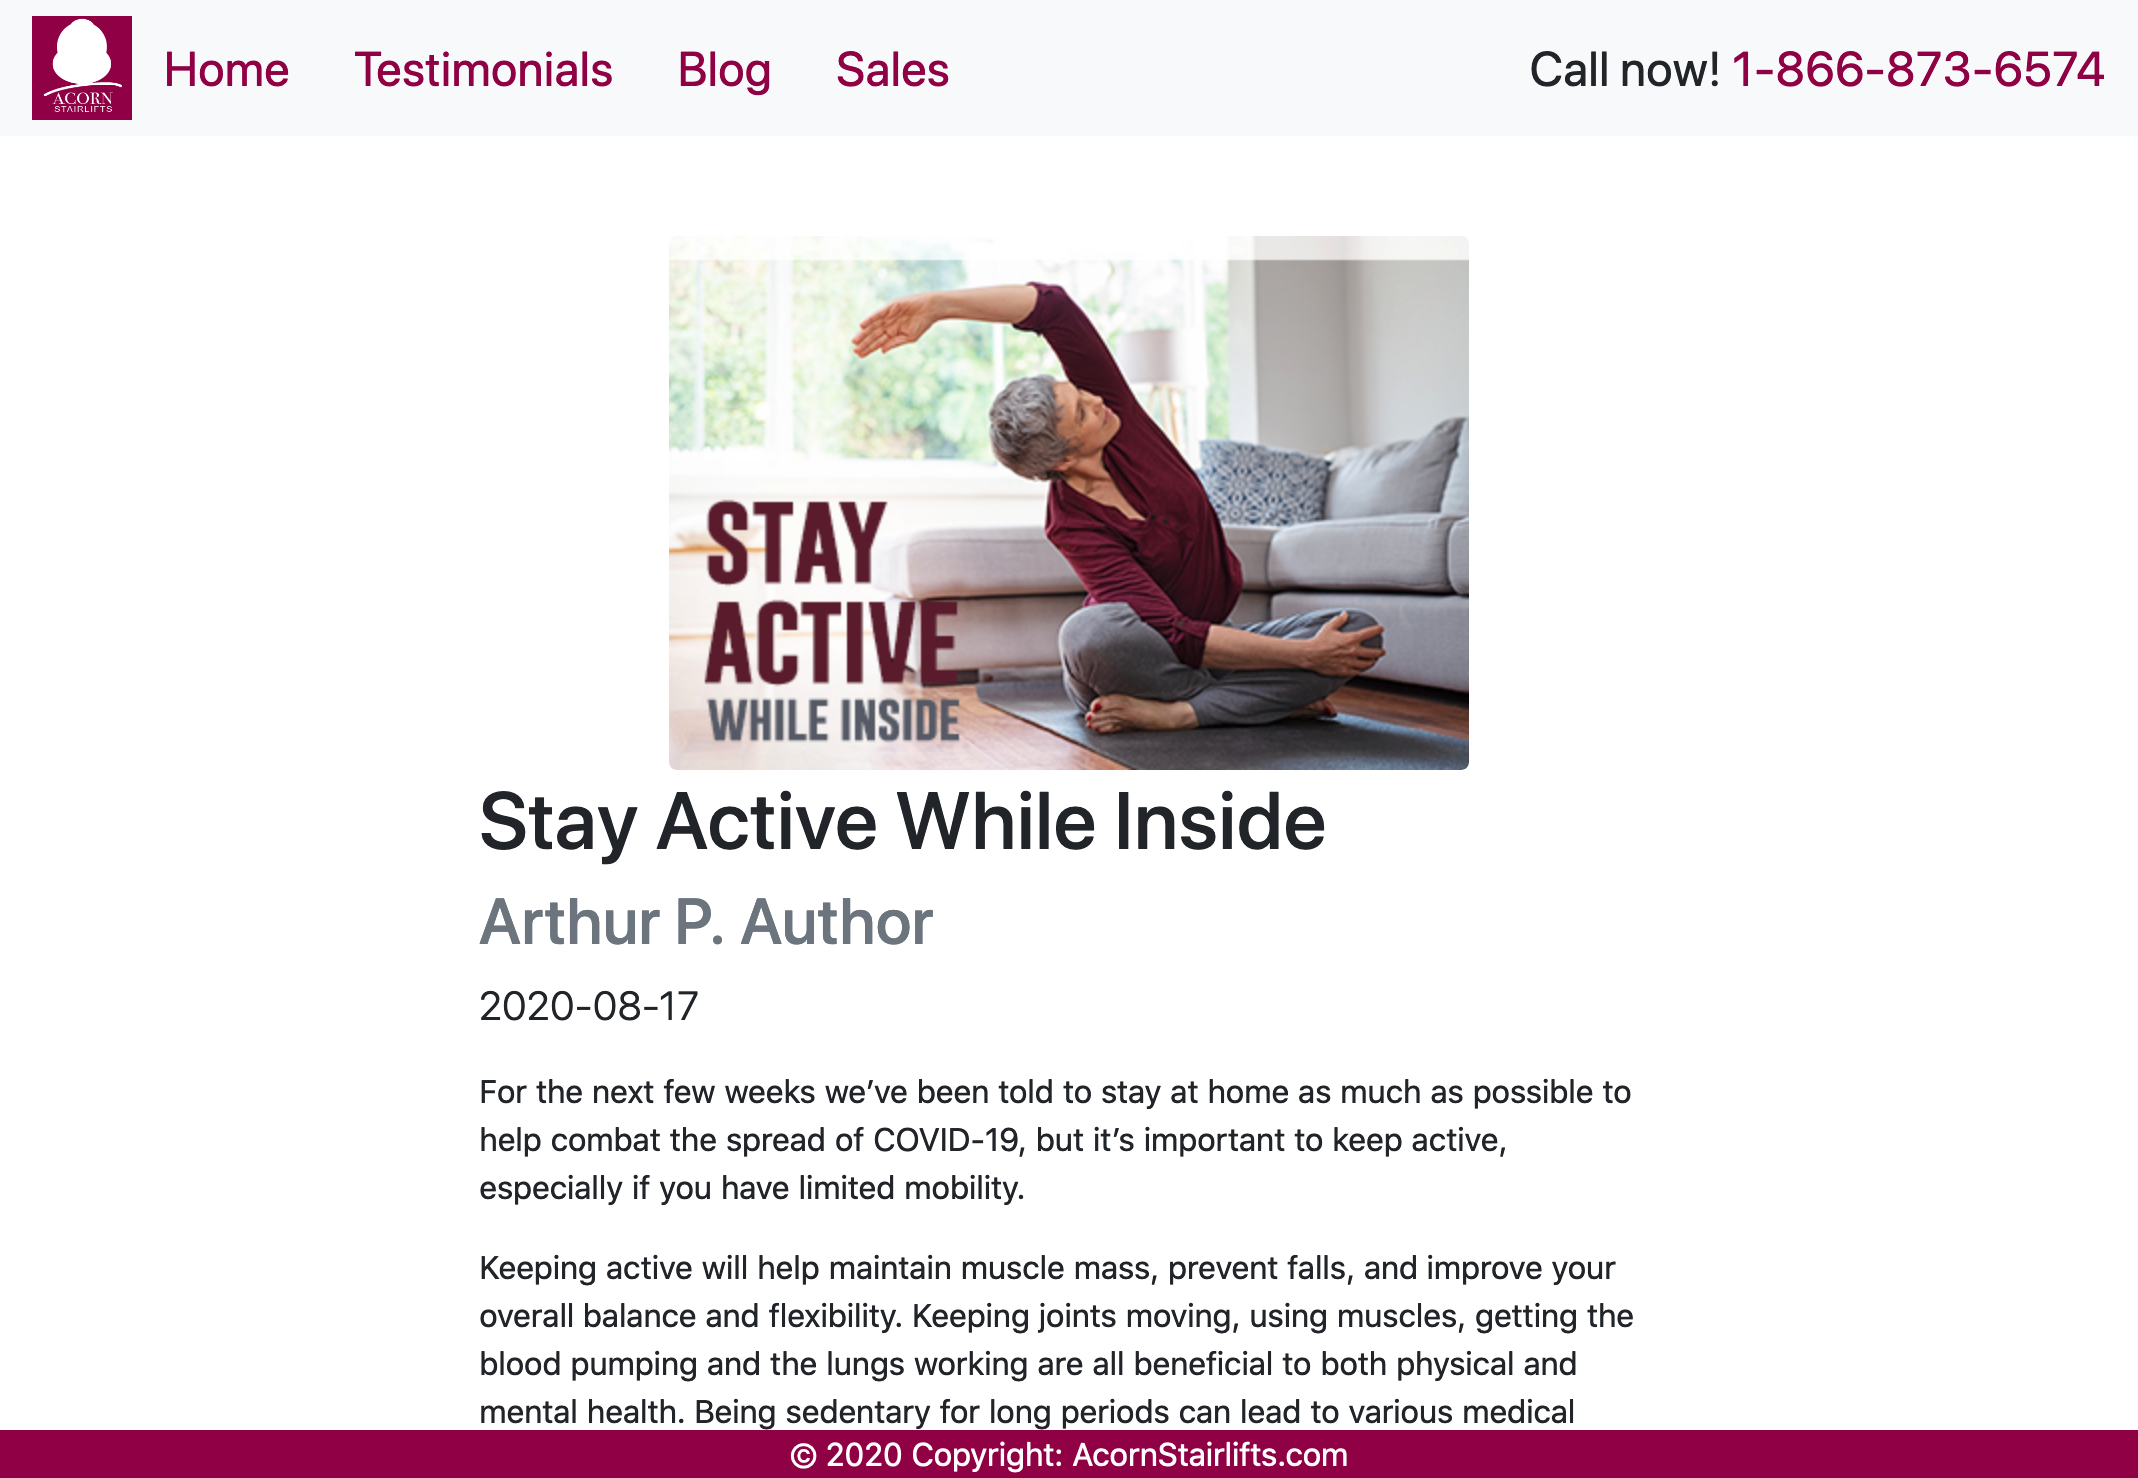 ACORN
STAIRLIFTS
Home Testimonials Blog Sales Call now! 1-866-873-6574
STAY
ACTIVE
WHILE INSIDE
Stay Active While Inside
Arthur P. Author
2020-08-17
For the next few weeks we’ve been told to stay at home as much as possible to
help combat the spread of COVID-19, but it’s important to keep active,
especially if you have limited mobility.
Keeping active will help maintain muscle mass, prevent falls, and improve your
overall balance and flexibility. Keeping joints moving, using muscles, getting the
blood pumping and the lungs working are all beneficial to both physical and
mental health. Being sedentary for long periods can lead to various medical
© 2020 Copyright: AcornStairlifts.com